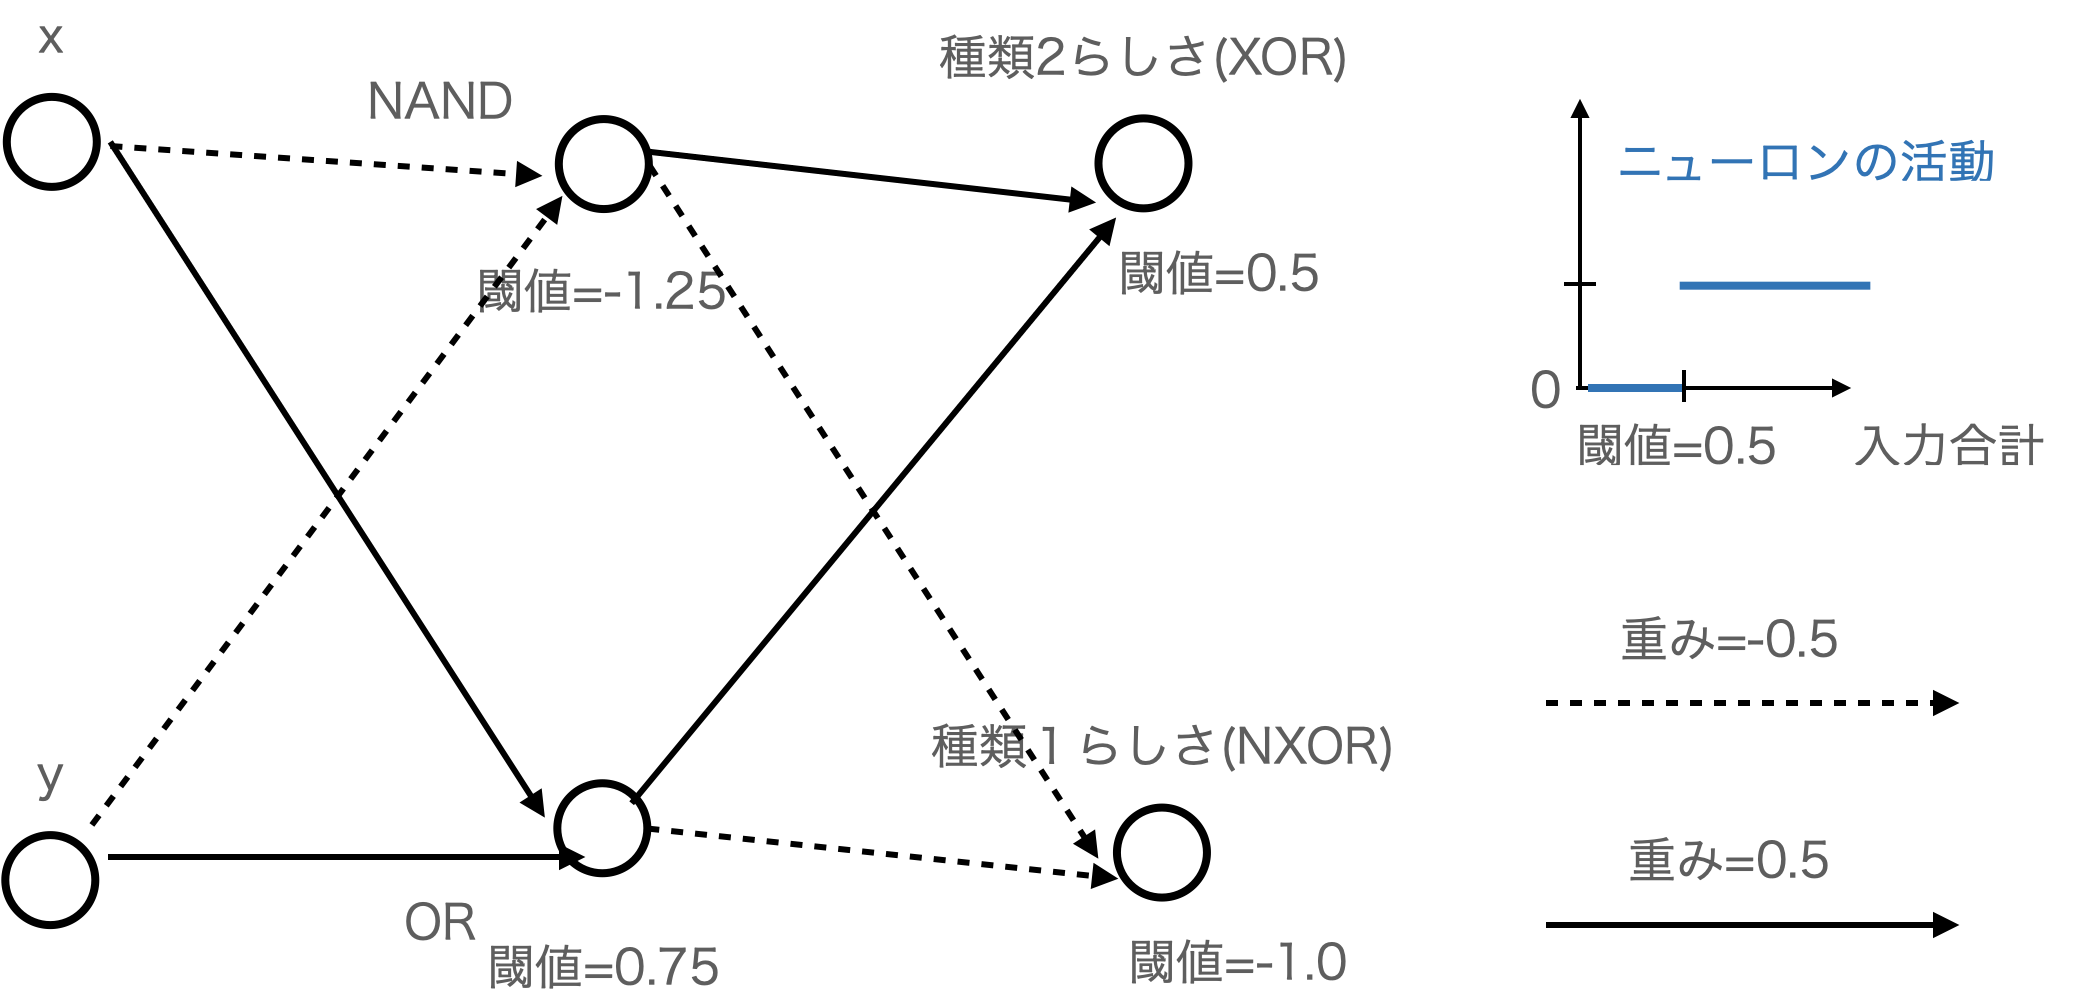 x
NAND
種類2らしさ(XOR)
閾値=-1.25
閾値=0.5
ニューロンの活動
0
閾値=0.5
入力合計
重み=-0.5
種類１らしさ(NXOR)
y
重み=0.5
OR
閾値=0.75
閾値=-1.0